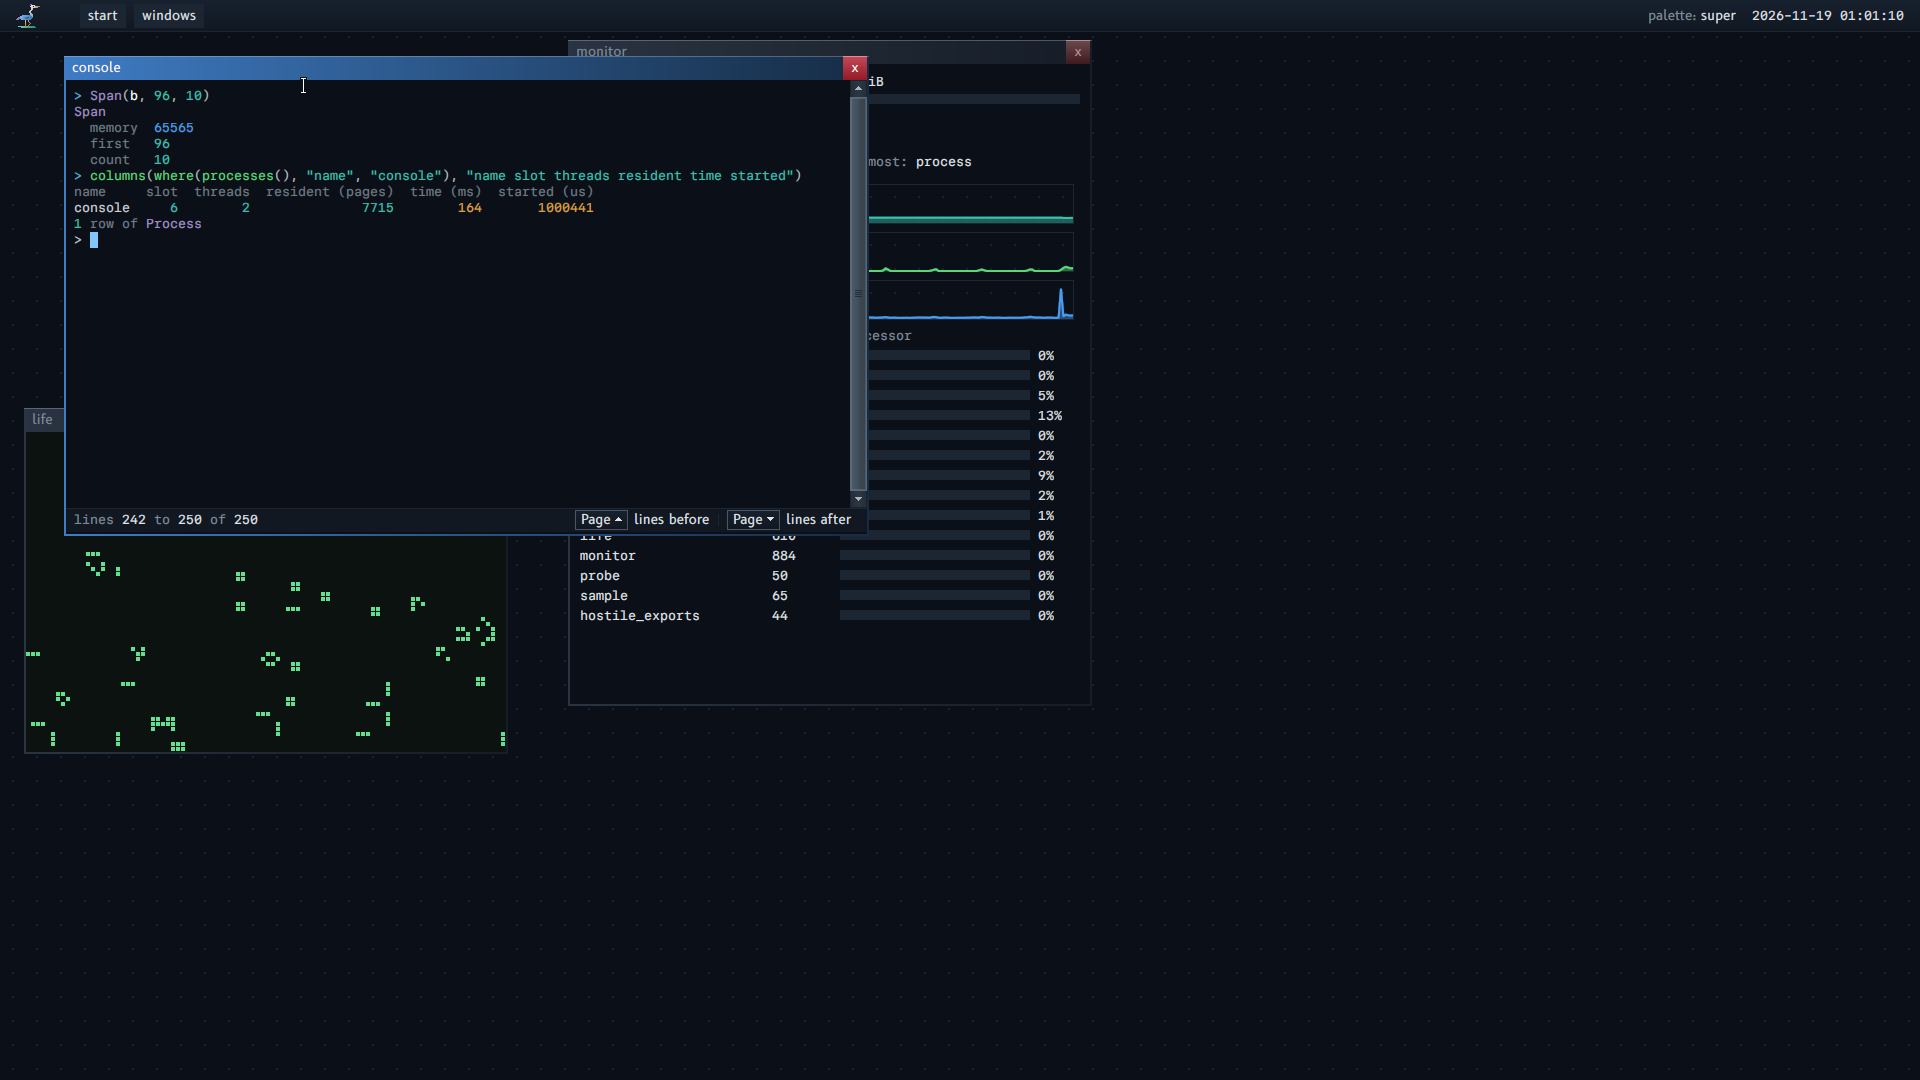 start windows palette: super 2026-11-19 01:01:10
monitor x
console x
iB
> Span(b, 96, 10)
Span
memory 65565
first 96
count 10
> columns(where(processes(), "name", "console"), "name slot threads resident time started")
name slot threads resident (pages) time (ms) started (us)
console 6 2 7715 164 1000441
1 row of Process
>
most: process
cessor
0%
0%
5%
13%
0%
2%
9%
2%
1%
life 0%
monitor 884 0%
probe 50 0%
sample 65 0%
hostile_exports 44 0%
lines 242 to 250 of 250 Page lines before Page lines after
life